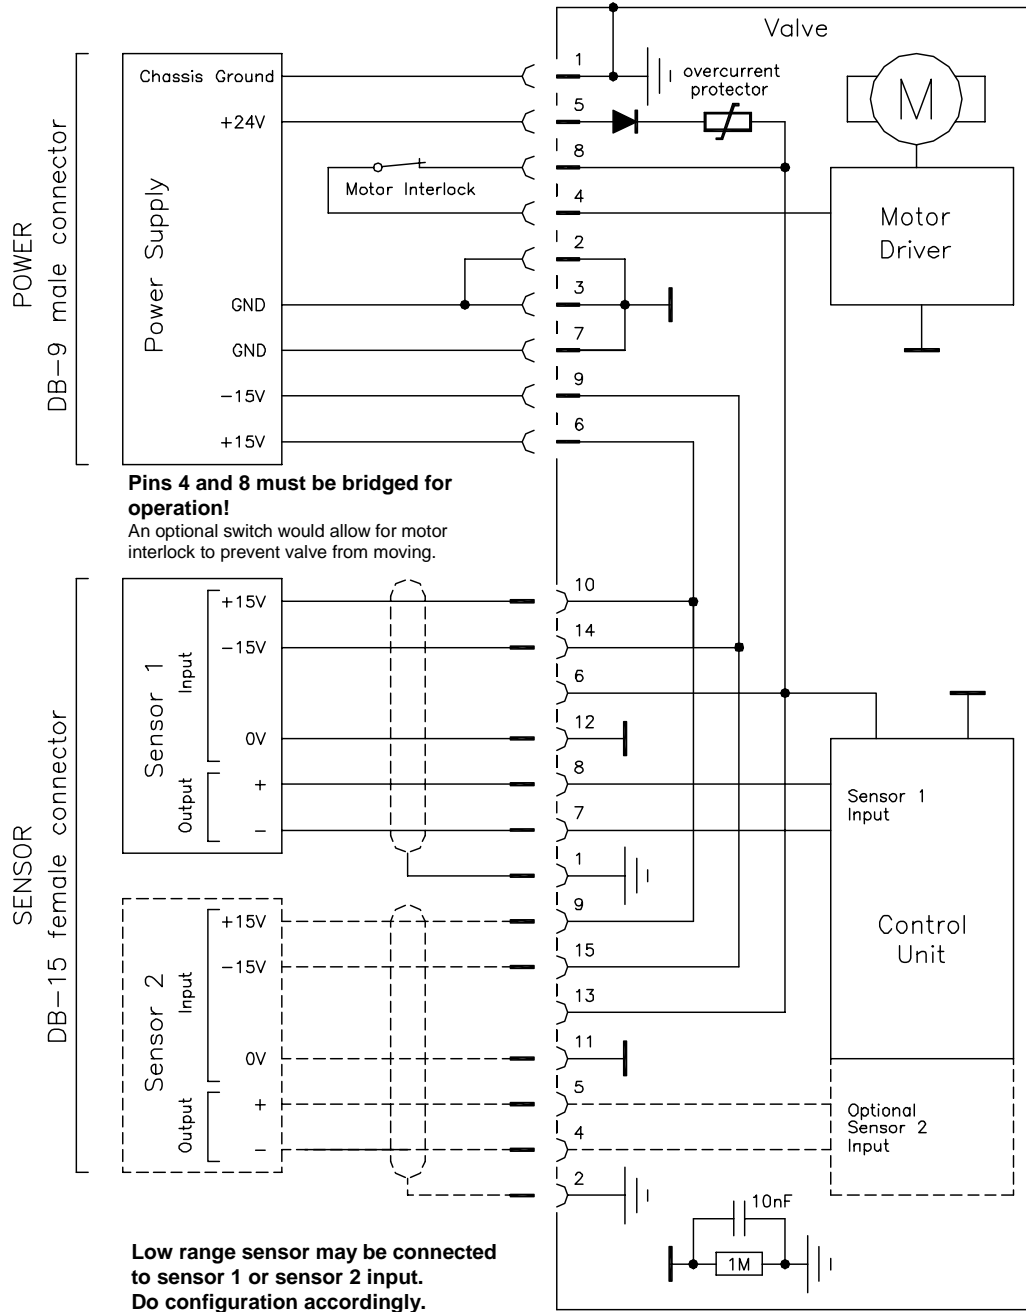 Valve
POWER
DB-9 male connector
Power Supply
Chassis Ground
+24V
Motor Interlock
GND
GND
-15V
+15V
1
5
8
4
2
3
7
9
6
overcurrent
protector
M
Motor
Driver
Pins 4 and 8 must be bridged for
operation!
An optional switch would allow for motor
interlock to prevent valve from moving.
SENSOR
DB-15 female connector
Sensor 1
Input
+15V
-15V
0V
Output
+
-
10
14
6
12
8
7
1
Sensor 1
Input
Control
Unit
Sensor 2
Input
+15V
-15V
0V
Output
+
-
9
15
13
11
5
4
2
Optional
Sensor 2
Input
10nF
1M
Low range sensor may be connected
to sensor 1 or sensor 2 input.
Do configuration accordingly.